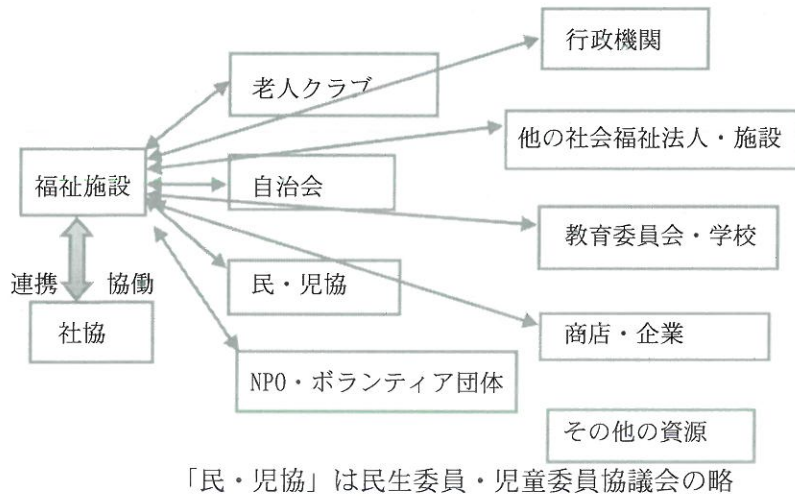 行政機関
老人クラブ
他の社会福祉法人・施設
福祉施設
自治会
教育委員会・学校
連携 協働
民・児協
社協
商店・企業
NPO・ボランティア団体
その他の資源
「民・児協」は民生委員・児童委員協議会の略